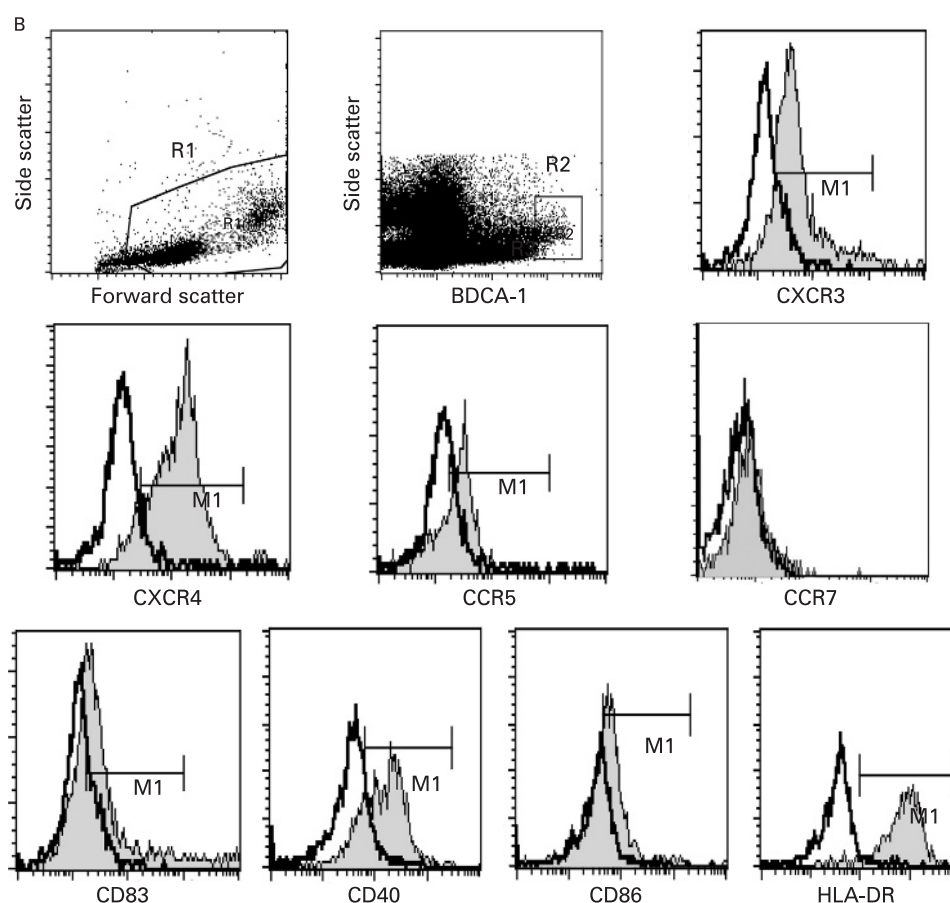 B
Side scatter
R1
R1
Forward scatter
Side scatter
R2
2
BDCA-1
M1
CXCR3
M1
CXCR4
M1
CCR5
CCR7
M1
CD83
M1
CD40
M1
CD86
M1
HLA-DR